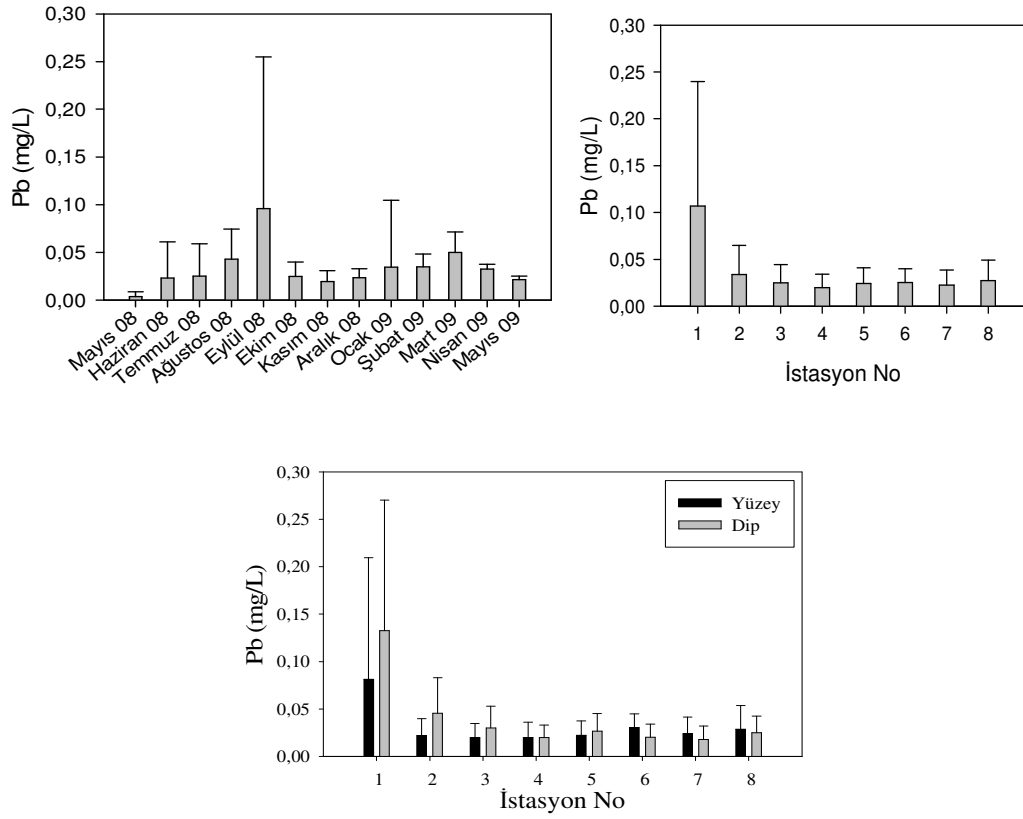 0,30
0,25
0,20
0,15
0,10
0,05
0,00
Pb (mg/L)
Mayıs 08
Haziran 08
Temmuz 08
Ağustos 08
Eylül 08
Ekim 08
Kasım 08
Aralık 08
Ocak 09
Şubat 09
Mart 09
Nisan 09
Mayıs 09
0,30
0,25
0,20
0,15
0,10
0,05
0,00
Pb (mg/L)
1 2 3 4 5 6 7 8
İstasyon No
0,30
0,25
0,20
0,15
0,10
0,05
0,00
Pb (mg/L)
Yüzey
Dip
1 2 3 4 5 6 7 8
İstasyon No